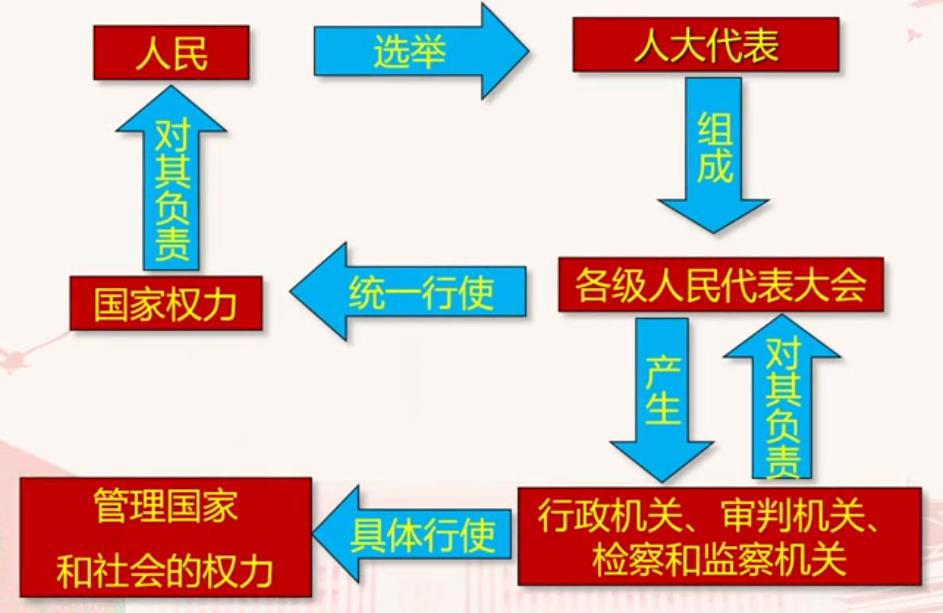 人民
选举
人大代表
对其负责
组成
国家权力
统一行使
各级人民代表大会
产生
对其负责
管理国家
和社会的权力
具体行使
行政机关、审判机关、
检察和监察机关